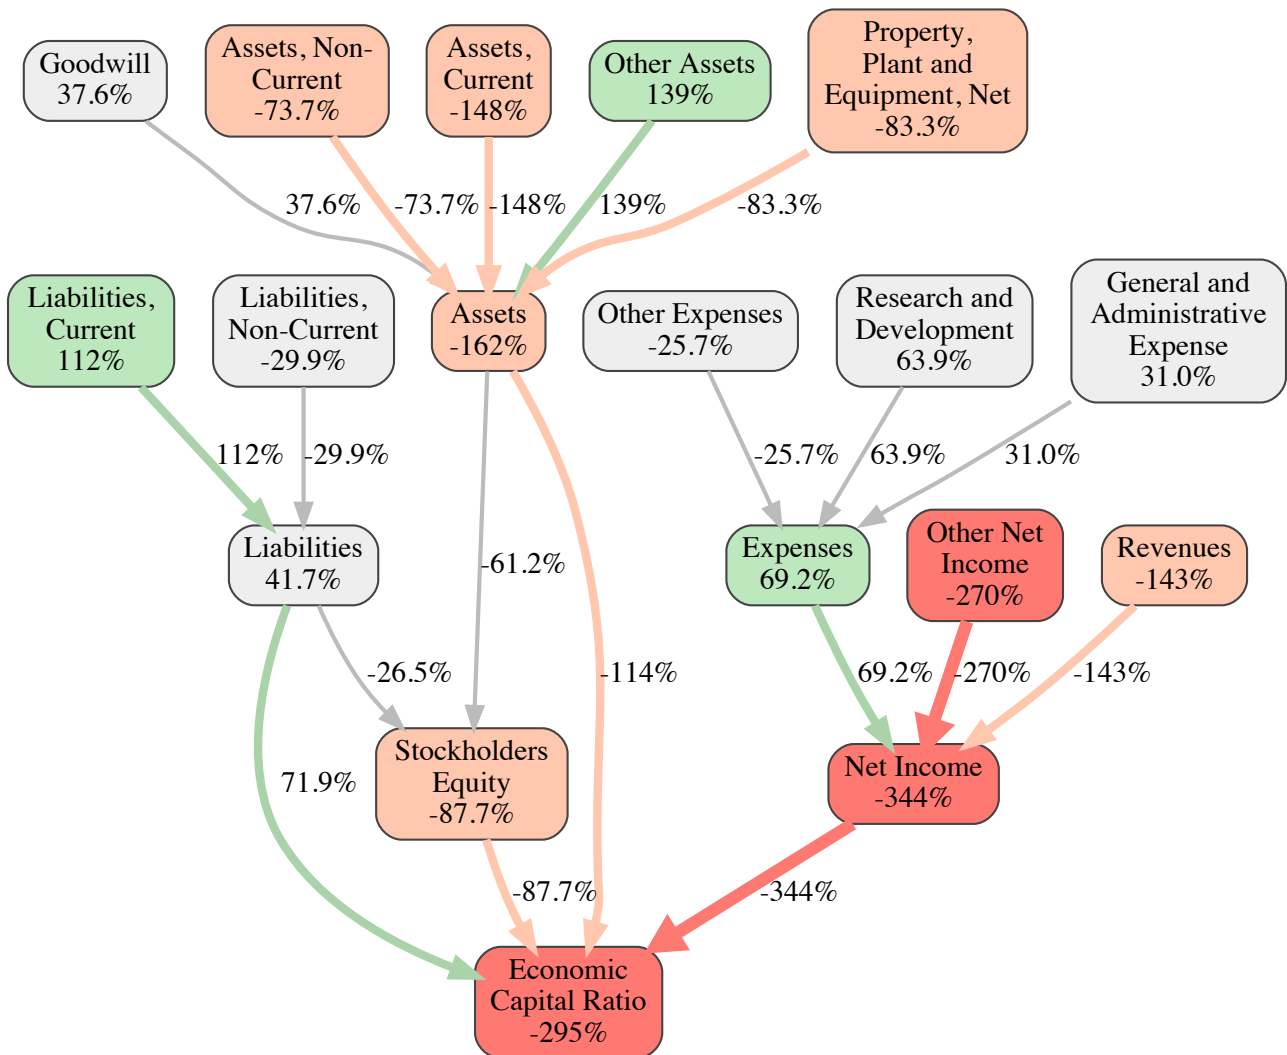 Goodwill
37.6%
Assets, Non-
Current
-73.7%
Assets,
Current
-148%
Other Assets
139%
Property,
Plant and
Equipment, Net
-83.3%
37.6%
-73.7%
-148%
139%
-83.3%
Liabilities,
Current
112%
Liabilities,
Non-Current
-29.9%
Assets
-162%
Other Expenses
-25.7%
Research and
Development
63.9%
General and
Administrative
Expense
31.0%
112%
-29.9%
-25.7%
63.9%
31.0%
Liabilities
41.7%
-61.2%
Expenses
69.2%
Other Net
Income
-270%
Revenues
-143%
-26.5%
-114%
69.2%
-270%
-143%
71.9%
Stockholders
Equity
-87.7%
Net Income
-344%
-87.7%
-344%
Economic
Capital Ratio
-295%